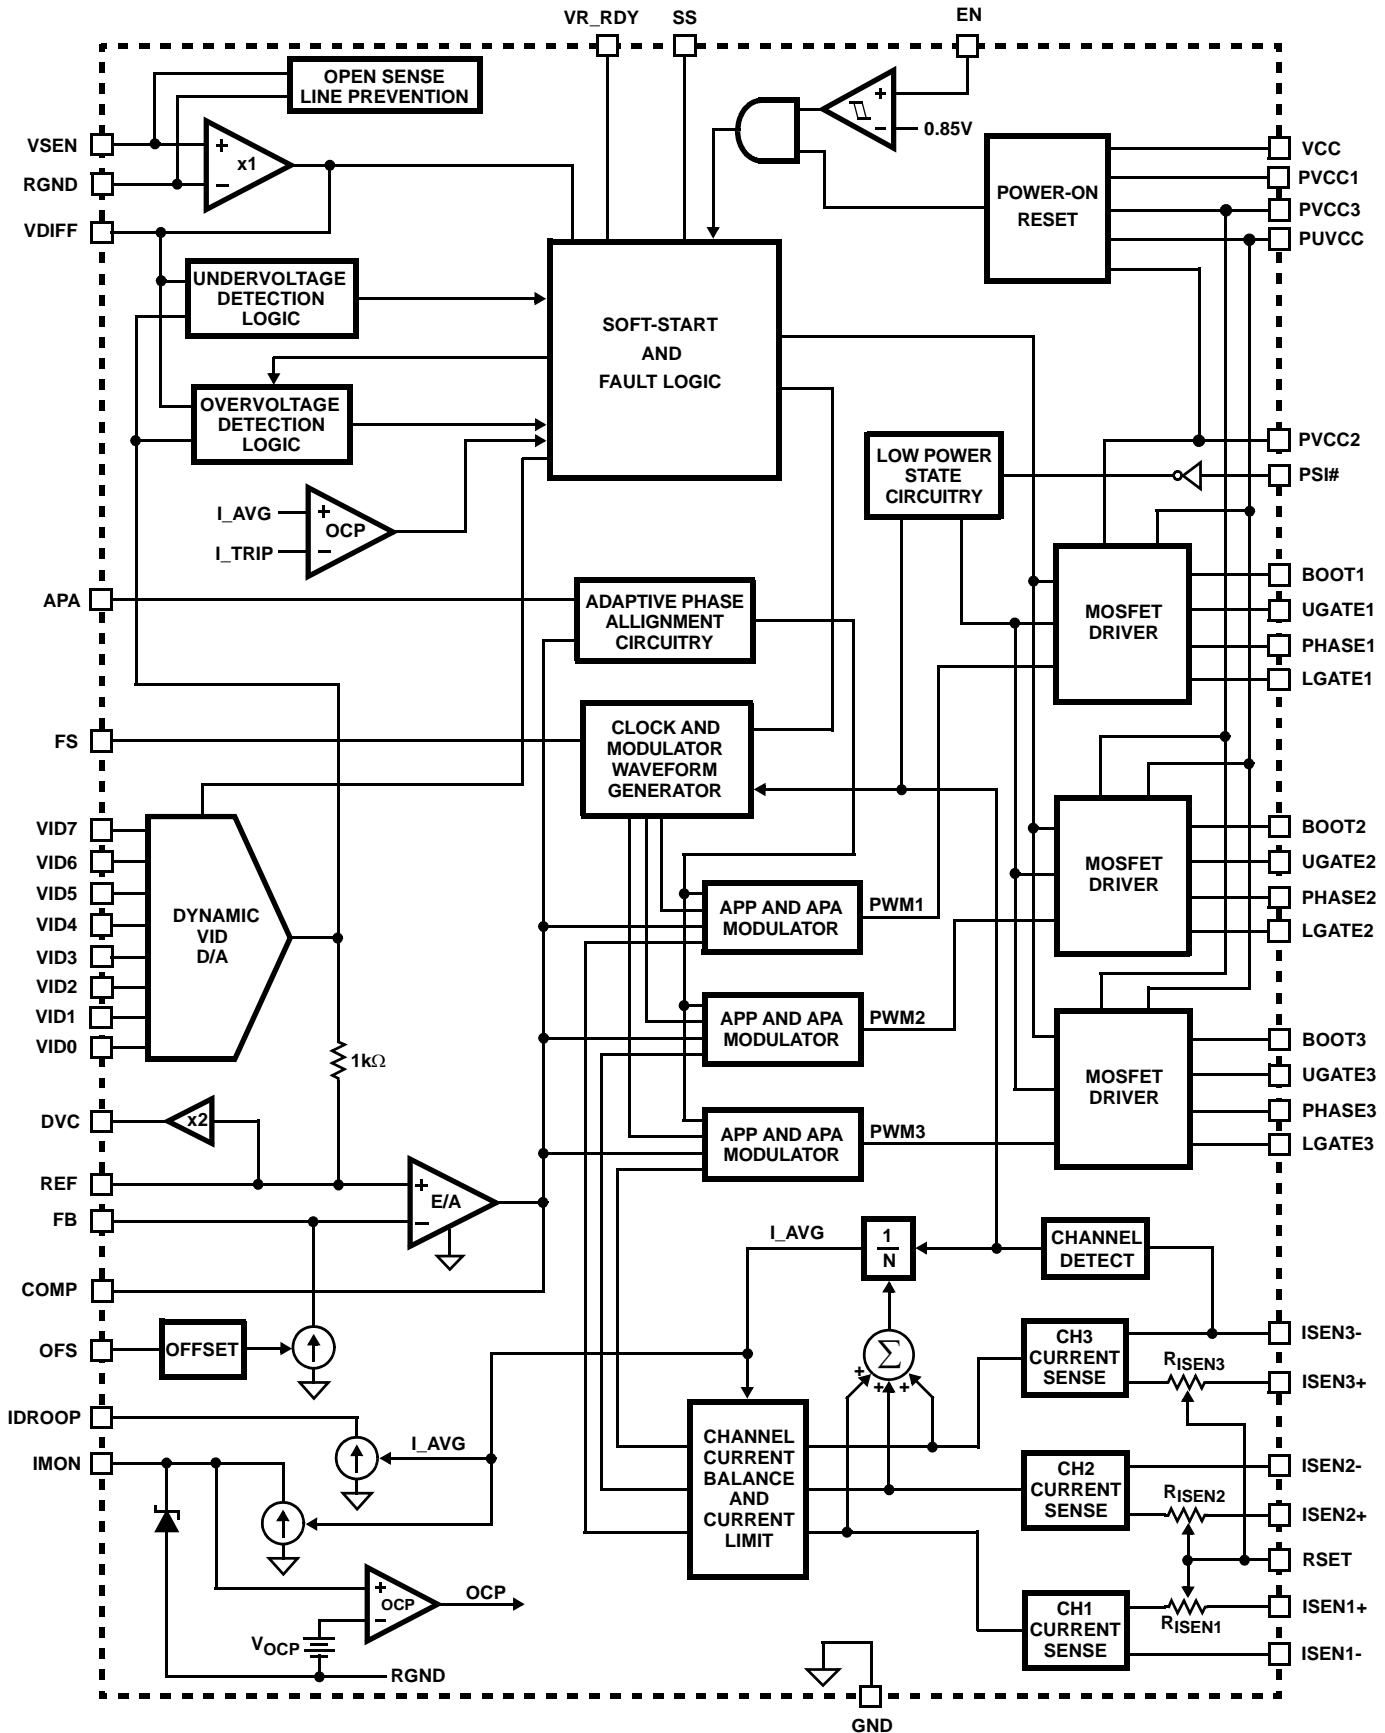 VR_RDY
SS
EN
OPEN SENSE
LINE PREVENTION
+
−
0.85V
VSEN
+
x1
−
RGND
VDIFF
POWER-ON
RESET
VCC
PVCC1
PVCC3
PUVCC
UNDERVOLTAGE
DETECTION
LOGIC
SOFT-START
AND
FAULT LOGIC
OVERVOLTAGE
DETECTION
LOGIC
LOW POWER
STATE
CIRCUITRY
PVCC2
PSI#
I_AVG
+
OCP
I_TRIP
−
APA
ADAPTIVE PHASE
ALLIGNMENT
CIRCUITRY
MOSFET
DRIVER
BOOT1
UGATE1
PHASE1
LGATE1
FS
CLOCK AND
MODULATOR
WAVEFORM
GENERATOR
VID7
VID6
VID5
VID4
VID3
VID2
VID1
VID0
DYNAMIC
VID
D/A
APP AND APA
MODULATOR
PWM1
MOSFET
DRIVER
BOOT2
UGATE2
PHASE2
LGATE2
APP AND APA
MODULATOR
PWM2
1kΩ
MOSFET
DRIVER
BOOT3
UGATE3
PHASE3
LGATE3
DVC
x2
APP AND APA
MODULATOR
PWM3
REF
+
E/A
−
FB
COMP
I_AVG
1
N
CHANNEL
DETECT
OFS
OFFSET
Σ
+
+
+
CH3
CURRENT
SENSE
RISEN3
ISEN3-
ISEN3+
IDROOP
I_AVG
IMON
CHANNEL
CURRENT
BALANCE
AND
CURRENT
LIMIT
CH2
CURRENT
SENSE
RISEN2
ISEN2-
ISEN2+
RSET
+
OCP
−
OCP
VOCP
RGND
CH1
CURRENT
SENSE
RISEN1
ISEN1+
ISEN1-
GND